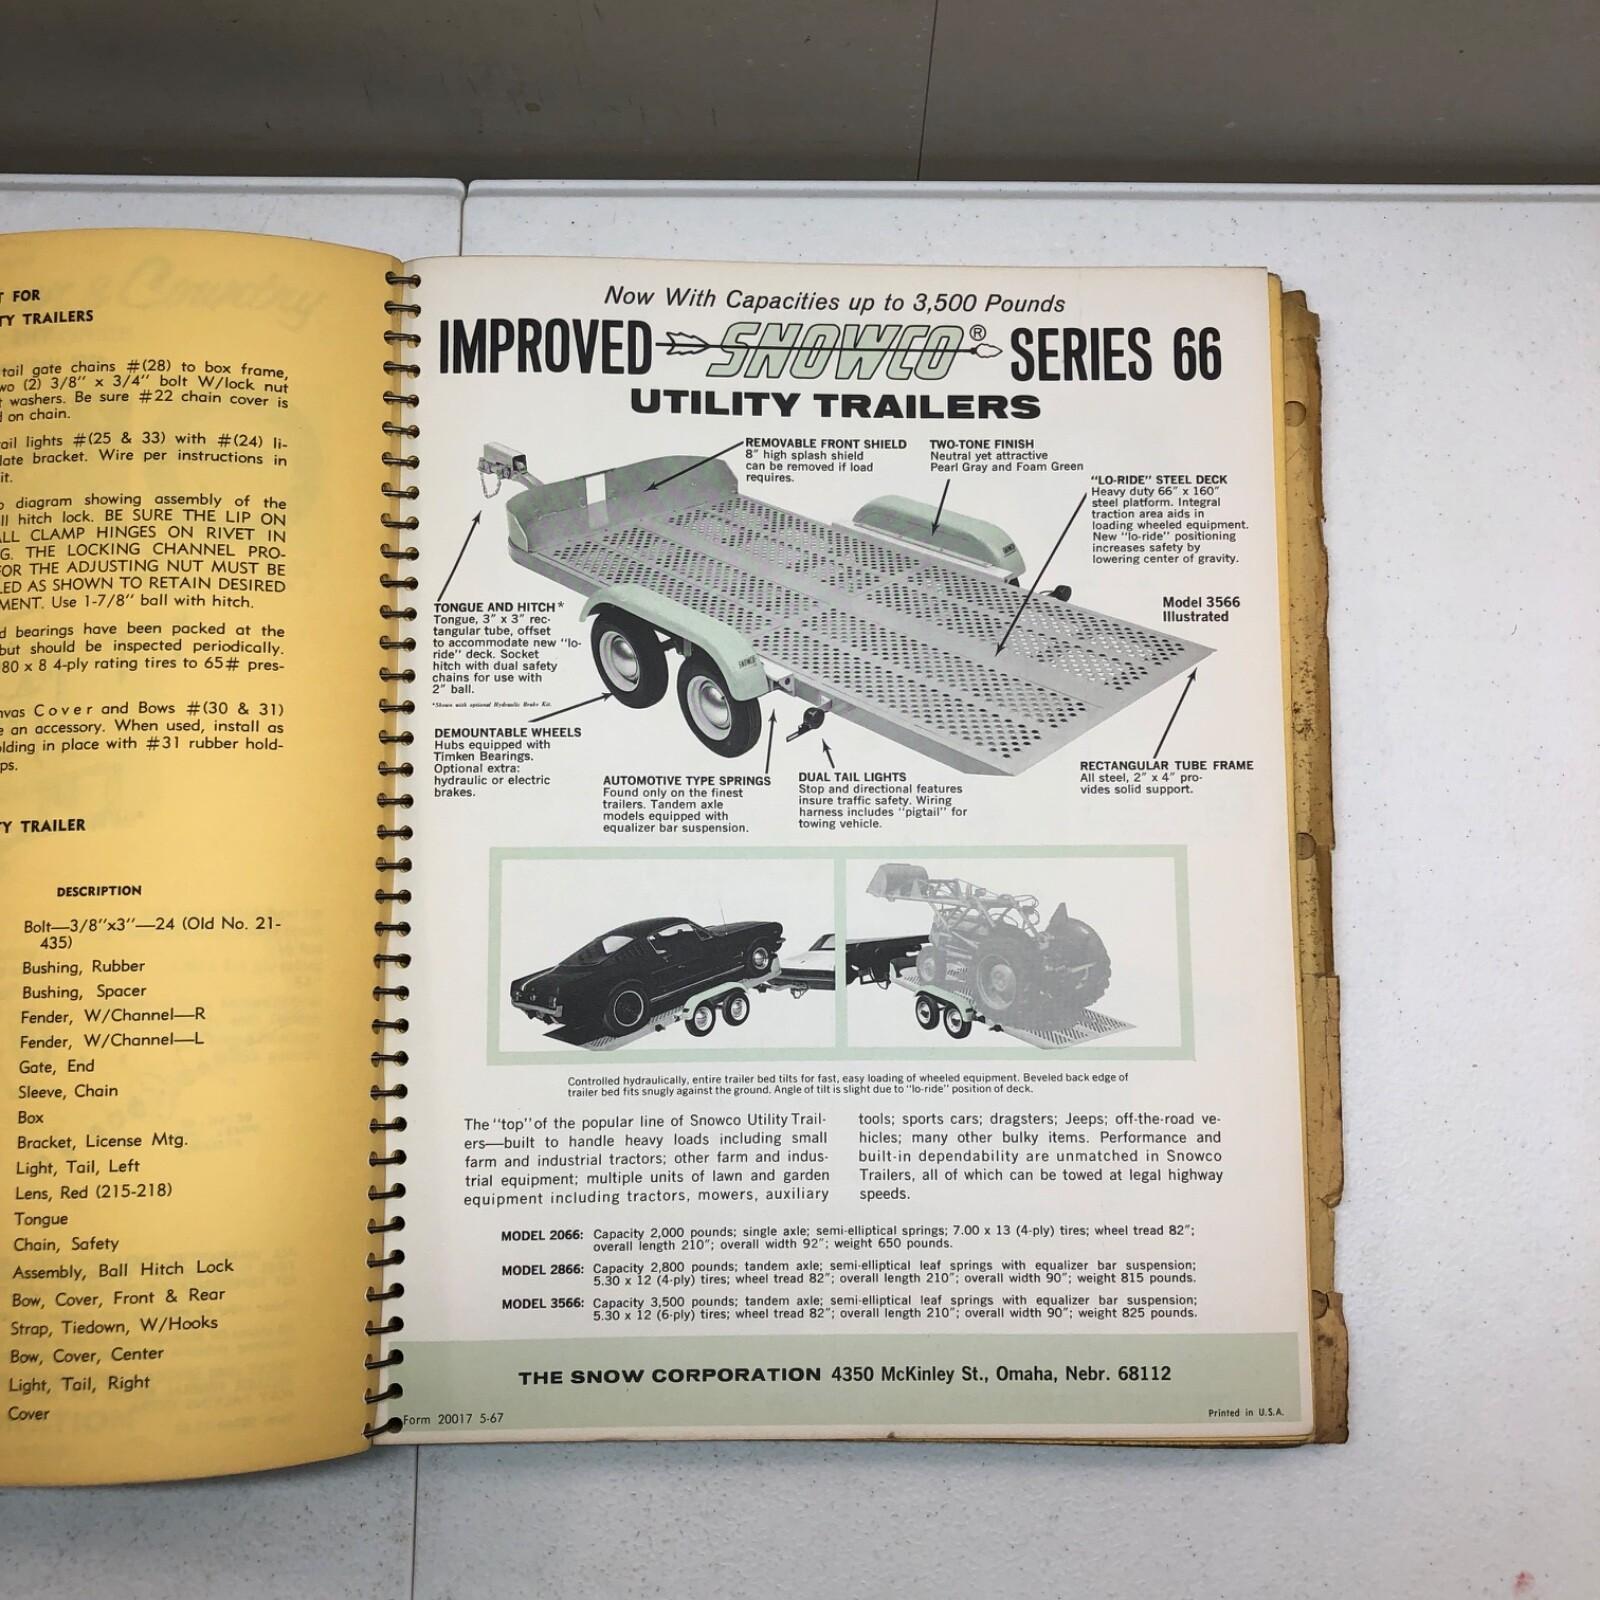 T FOR
TY TRAILERS
tail gate chains #(28) to box frame,
wo (2) 3/8" x 3/4" bolt W/lock nut
t washers. Be sure #22 chain cover is
on chain.
ail lights #(25 & 33) with #(24) li-
late bracket. Wire per instructions in
it.
diagram showing assembly of the
ll hitch lock. BE SURE THE LIP ON
ALL CLAMP HINGES ON RIVET IN
G. THE LOCKING CHANNEL PRO-
FOR THE ADJUSTING NUT MUST BE
LED AS SHOWN TO RETAIN DESIRED
MENT. Use 1-7/8" ball with hitch.
d bearings have been packed at the
but should be inspected periodically.
80 x 8 4-ply rating tires to 65# pres-
nvas Cover and Bows #(30 & 31)
e an accessory. When used, install as
olding in place with #31 rubber hold-
ps.
TY TRAILER
DESCRIPTION
Bolt—3/8"x3"—24 (Old No. 21-
435)
Bushing, Rubber
Bushing, Spacer
Fender, W/Channel—R
Fender, W/Channel—L
Gate, End
Sleeve, Chain
Box
Bracket, License Mtg.
Light, Tail, Left
Lens, Red (215-218)
Tongue
Chain, Safety
Assembly, Ball Hitch Lock
Bow, Cover, Front & Rear
Strap, Tiedown, W/Hooks
Bow, Cover, Center
Light, Tail, Right
Cover
Now With Capacities up to 3,500 Pounds
IMPROVED SNOWCO® SERIES 66
UTILITY TRAILERS
REMOVABLE FRONT SHIELD
8" high splash shield
can be removed if load
requires.
TWO-TONE FINISH
Neutral yet attractive
Pearl Gray and Foam Green
"LO-RIDE" STEEL DECK
Heavy duty 66" x 160"
steel platform. Integral
traction area aids in
loading wheeled equipment.
New "lo-ride" positioning
increases safety by
lowering center of gravity.
Model 3566
Illustrated
TONGUE AND HITCH*
Tongue, 3" x 3" rec-
tangular tube, offset
to accommodate new "lo-
ride" deck. Socket
hitch with dual safety
chains for use with
2" ball.
*Shown with optional Hydraulic Brake Kit.
SNOWCO
DEMOUNTABLE WHEELS
Hubs equipped with
Timken Bearings.
Optional extra:
hydraulic or electric
brakes.
AUTOMOTIVE TYPE SPRINGS
Found only on the finest
trailers. Tandem axle
models equipped with
equalizer bar suspension.
DUAL TAIL LIGHTS
Stop and directional features
insure traffic safety. Wiring
harness includes "pigtail" for
towing vehicle.
RECTANGULAR TUBE FRAME
All steel, 2" x 4" pro-
vides solid support.
Controlled hydraulically, entire trailer bed tilts for fast, easy loading of wheeled equipment. Beveled back edge of
trailer bed fits snugly against the ground. Angle of tilt is slight due to "lo-ride" position of deck.
The "top" of the popular line of Snowco Utility Trail-
ers—built to handle heavy loads including small
farm and industrial tractors; other farm and indus-
trial equipment; multiple units of lawn and garden
equipment including tractors, mowers, auxiliary
tools; sports cars; dragsters; Jeeps; off-the-road ve-
hicles; many other bulky items. Performance and
built-in dependability are unmatched in Snowco
Trailers, all of which can be towed at legal highway
speeds.
MODEL 2066: Capacity 2,000 pounds; single axle; semi-elliptical springs; 7.00 x 13 (4-ply) tires; wheel tread 82";
overall length 210"; overall width 92"; weight 650 pounds.
MODEL 2866: Capacity 2,800 pounds; tandem axle; semi-elliptical leaf springs with equalizer bar suspension;
5.30 x 12 (4-ply) tires; wheel tread 82"; overall length 210"; overall width 90"; weight 815 pounds.
MODEL 3566: Capacity 3,500 pounds; tandem axle; semi-elliptical leaf springs with equalizer bar suspension;
5.30 x 12 (6-ply) tires; wheel tread 82"; overall length 210"; overall width 90"; weight 825 pounds.
THE SNOW CORPORATION 4350 McKinley St., Omaha, Nebr. 68112
Form 20017 5-67
Printed in U.S.A.